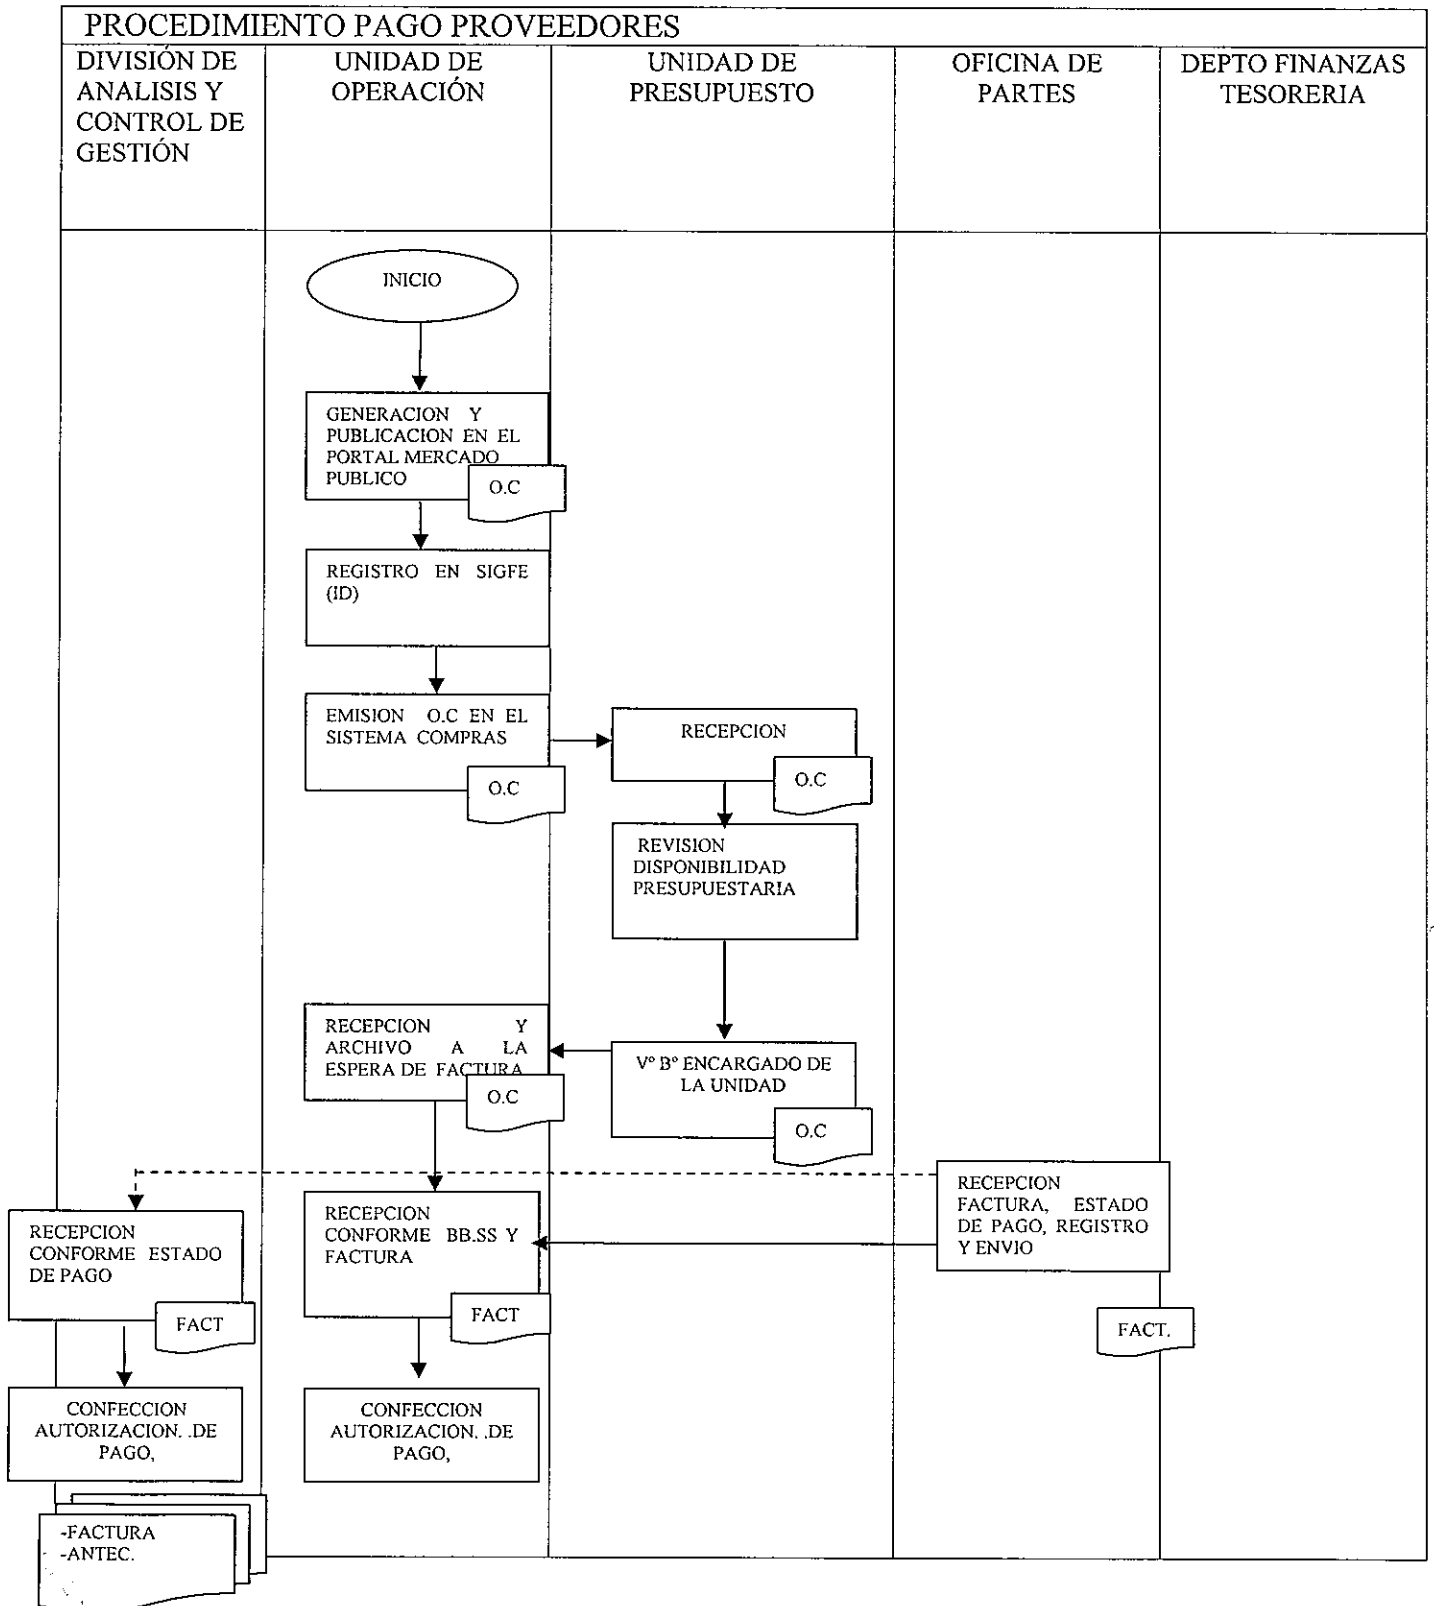 PROCEDIMIENTO PAGO PROVEEDORES
DIVISIÓN DE
ANALISIS Y
CONTROL DE
GESTIÓN
UNIDAD DE
OPERACIÓN
UNIDAD DE
PRESUPUESTO
OFICINA DE
PARTES
DEPTO FINANZAS
TESORERIA
INICIO
GENERACION Y
PUBLICACION EN EL
PORTAL MERCADO
PUBLICO
O.C
REGISTRO EN SIGFE
(ID)
EMISION O.C EN EL
SISTEMA COMPRAS
O.C
RECEPCION
O.C
REVISION
DISPONIBILIDAD
PRESUPUESTARIA
RECEPCION Y
ARCHIVO A LA
ESPERA DE FACTURA
O.C
Vº Bº ENCARGADO DE
LA UNIDAD
O.C
RECEPCION
FACTURA, ESTADO
DE PAGO, REGISTRO
Y ENVIO
FACT.
RECEPCION
CONFORME ESTADO
DE PAGO
FACT
RECEPCION
CONFORME BB.SS Y
FACTURA
FACT
CONFECCION
AUTORIZACION. .DE
PAGO,
CONFECCION
AUTORIZACION. .DE
PAGO,
-FACTURA
-ANTEC.